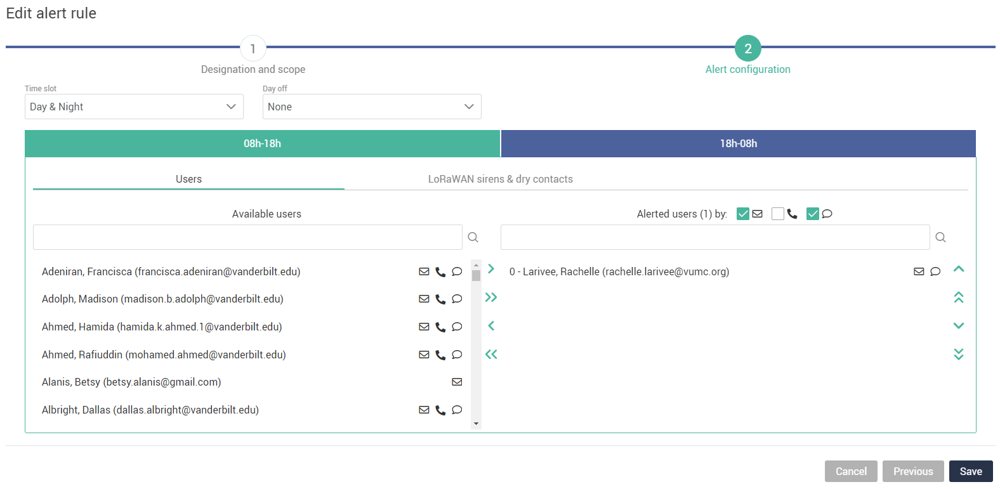 Edit alert rule
1
2
Designation and scope
Alert configuration
Time slot
Day off
Day & Night
None
08h-18h
18h-08h
Users
LoRaWAN sirens & dry contacts
Available users
Alerted users (1) by:
Adeniran, Francisca (francisca.adeniran@vanderbilt.edu)
0 - Larivee, Rachelle (rachelle.larivee@vumc.org)
Adolph, Madison (madison.b.adolph@vanderbilt.edu)
Ahmed, Hamida (hamida.k.ahmed.1@vanderbilt.edu)
Ahmed, Rafiuddin (mohamed.ahmed@vanderbilt.edu)
Alanis, Betsy (betsy.alanis@gmail.com)
Albright, Dallas (dallas.albright@vanderbilt.edu)
Cancel
Previous
Save